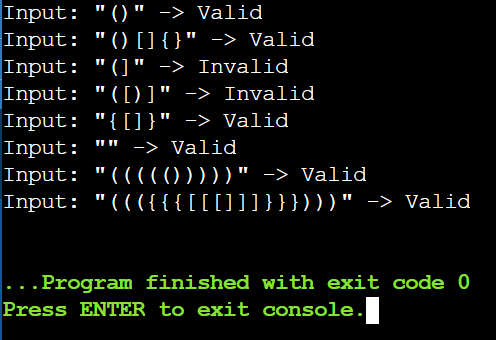 Input: "()" -> Valid
Input: "()[]{}" -> Valid
Input: "(]" -> Invalid
Input: "([)]" -> Invalid
Input: "{[]}" -> Valid
Input: "" -> Valid
Input: "((((()))))" -> Valid
Input: "((({{{[[[]]]}}})))" -> Valid
...Program finished with exit code 0
Press ENTER to exit console.